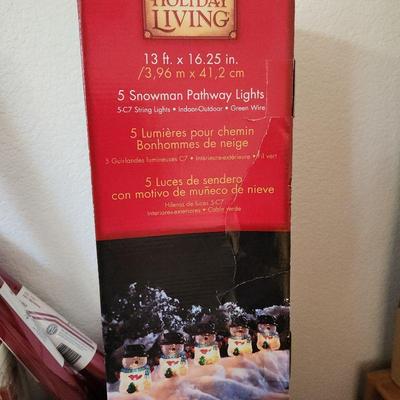 HOLIDAY
LIVING
13 ft. x 16.25 in.
/3,96 m x 41,2 cm
5 Snowman Pathway Lights
5-C7 String Lights • Indoor-Outdoor • Green Wire
5 Lumières pour chemin
Bonhommes de neige
5 Guirlandes lumineuses C7 • Intérieure-extérieure • Fil vert
5 Luces de sendero
con motivo de muñeco de nieve
Hileras de luces 5-C7
Interiores-exteriores • Cable verde